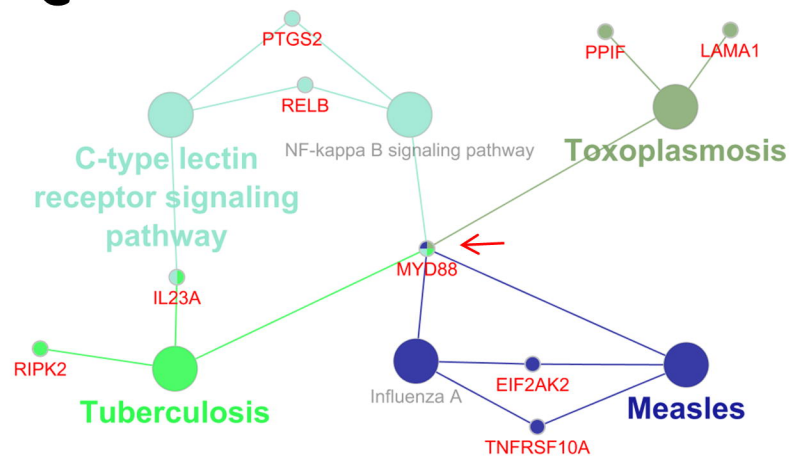 PTGS2
PPIF
LAMA1
RELB
NF-kappa B signaling pathway
Toxoplasmosis
C-type lectin
receptor signaling
pathway
MYD88
IL23A
RIPK2
Tuberculosis
Influenza A
EIF2AK2
Measles
TNFRSF10A